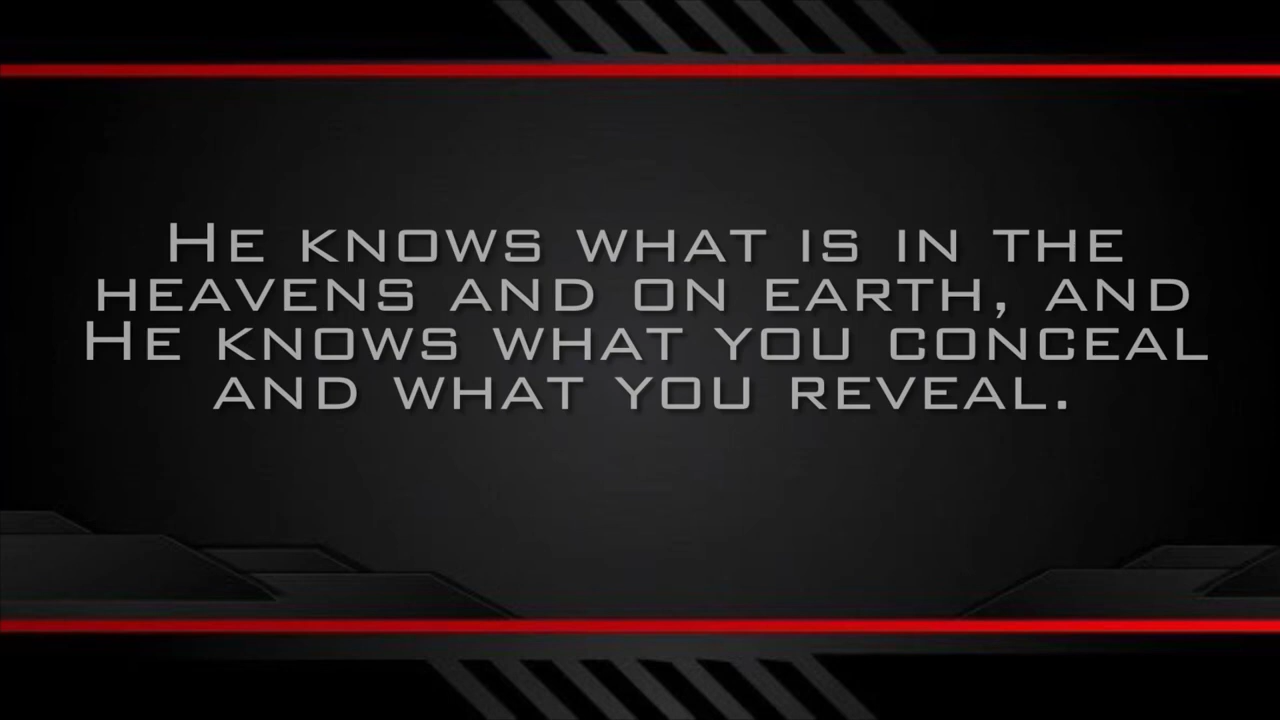 He knows what is in the
heavens and on earth, and
He knows what you conceal
and what you reveal.